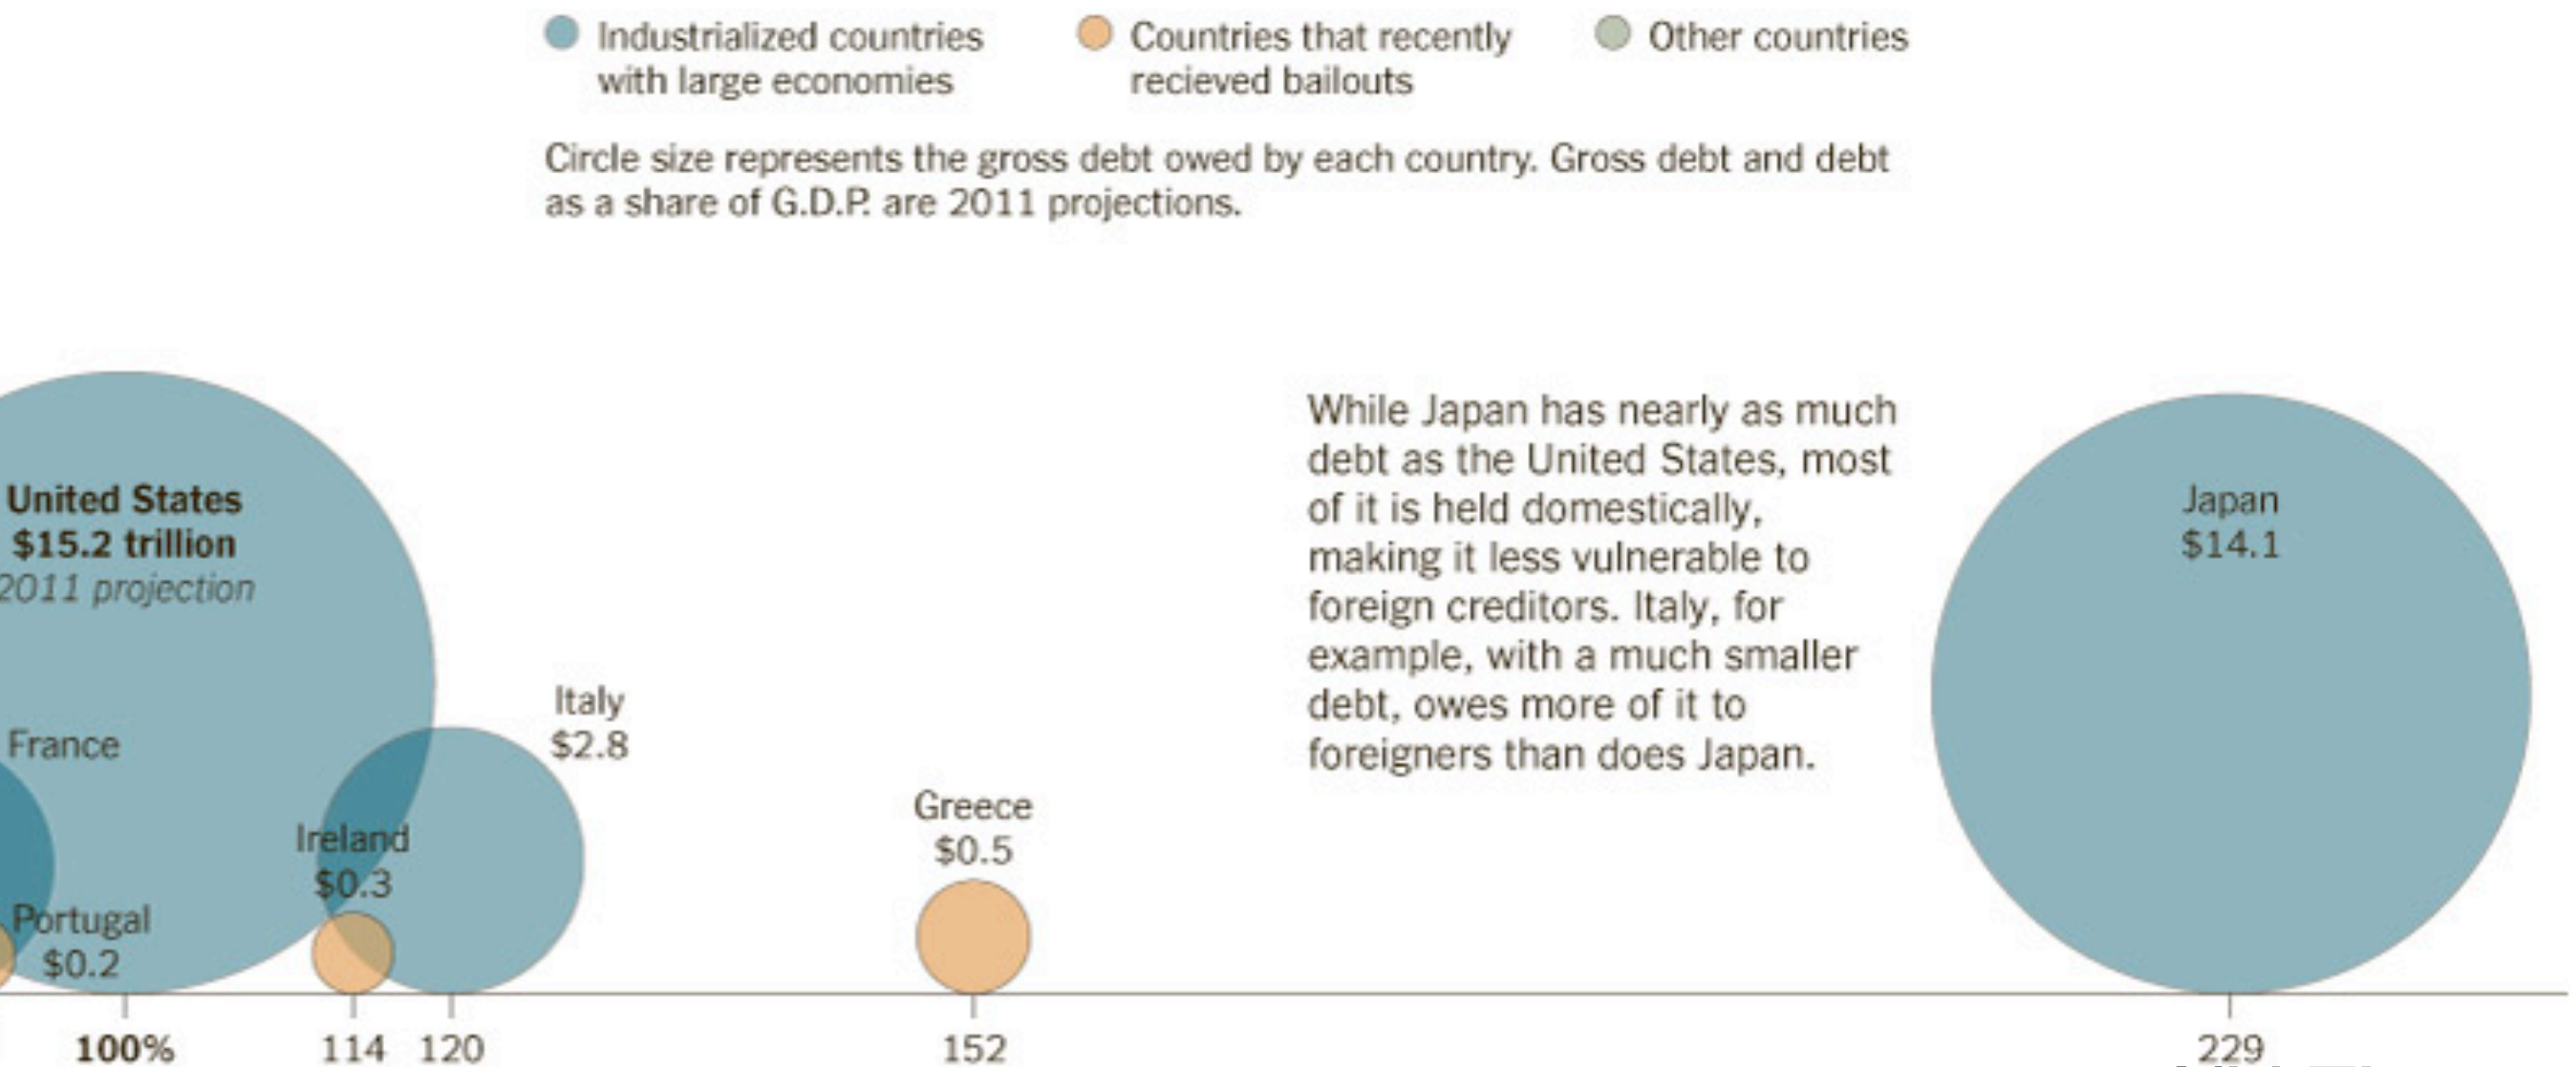 Industrialized countries
with large economies
Countries that recently
recieved bailouts
Other countries
Circle size represents the gross debt owed by each country. Gross debt and debt
as a share of G.D.P. are 2011 projections.
United States
$15.2 trillion
2011 projection
France
Portugal
$0.2
Ireland
$0.3
Italy
$2.8
Greece
$0.5
While Japan has nearly as much
debt as the United States, most
of it is held domestically,
making it less vulnerable to
foreign creditors. Italy, for
example, with a much smaller
debt, owes more of it to
foreigners than does Japan.
Japan
$14.1
100%
114
120
152
229